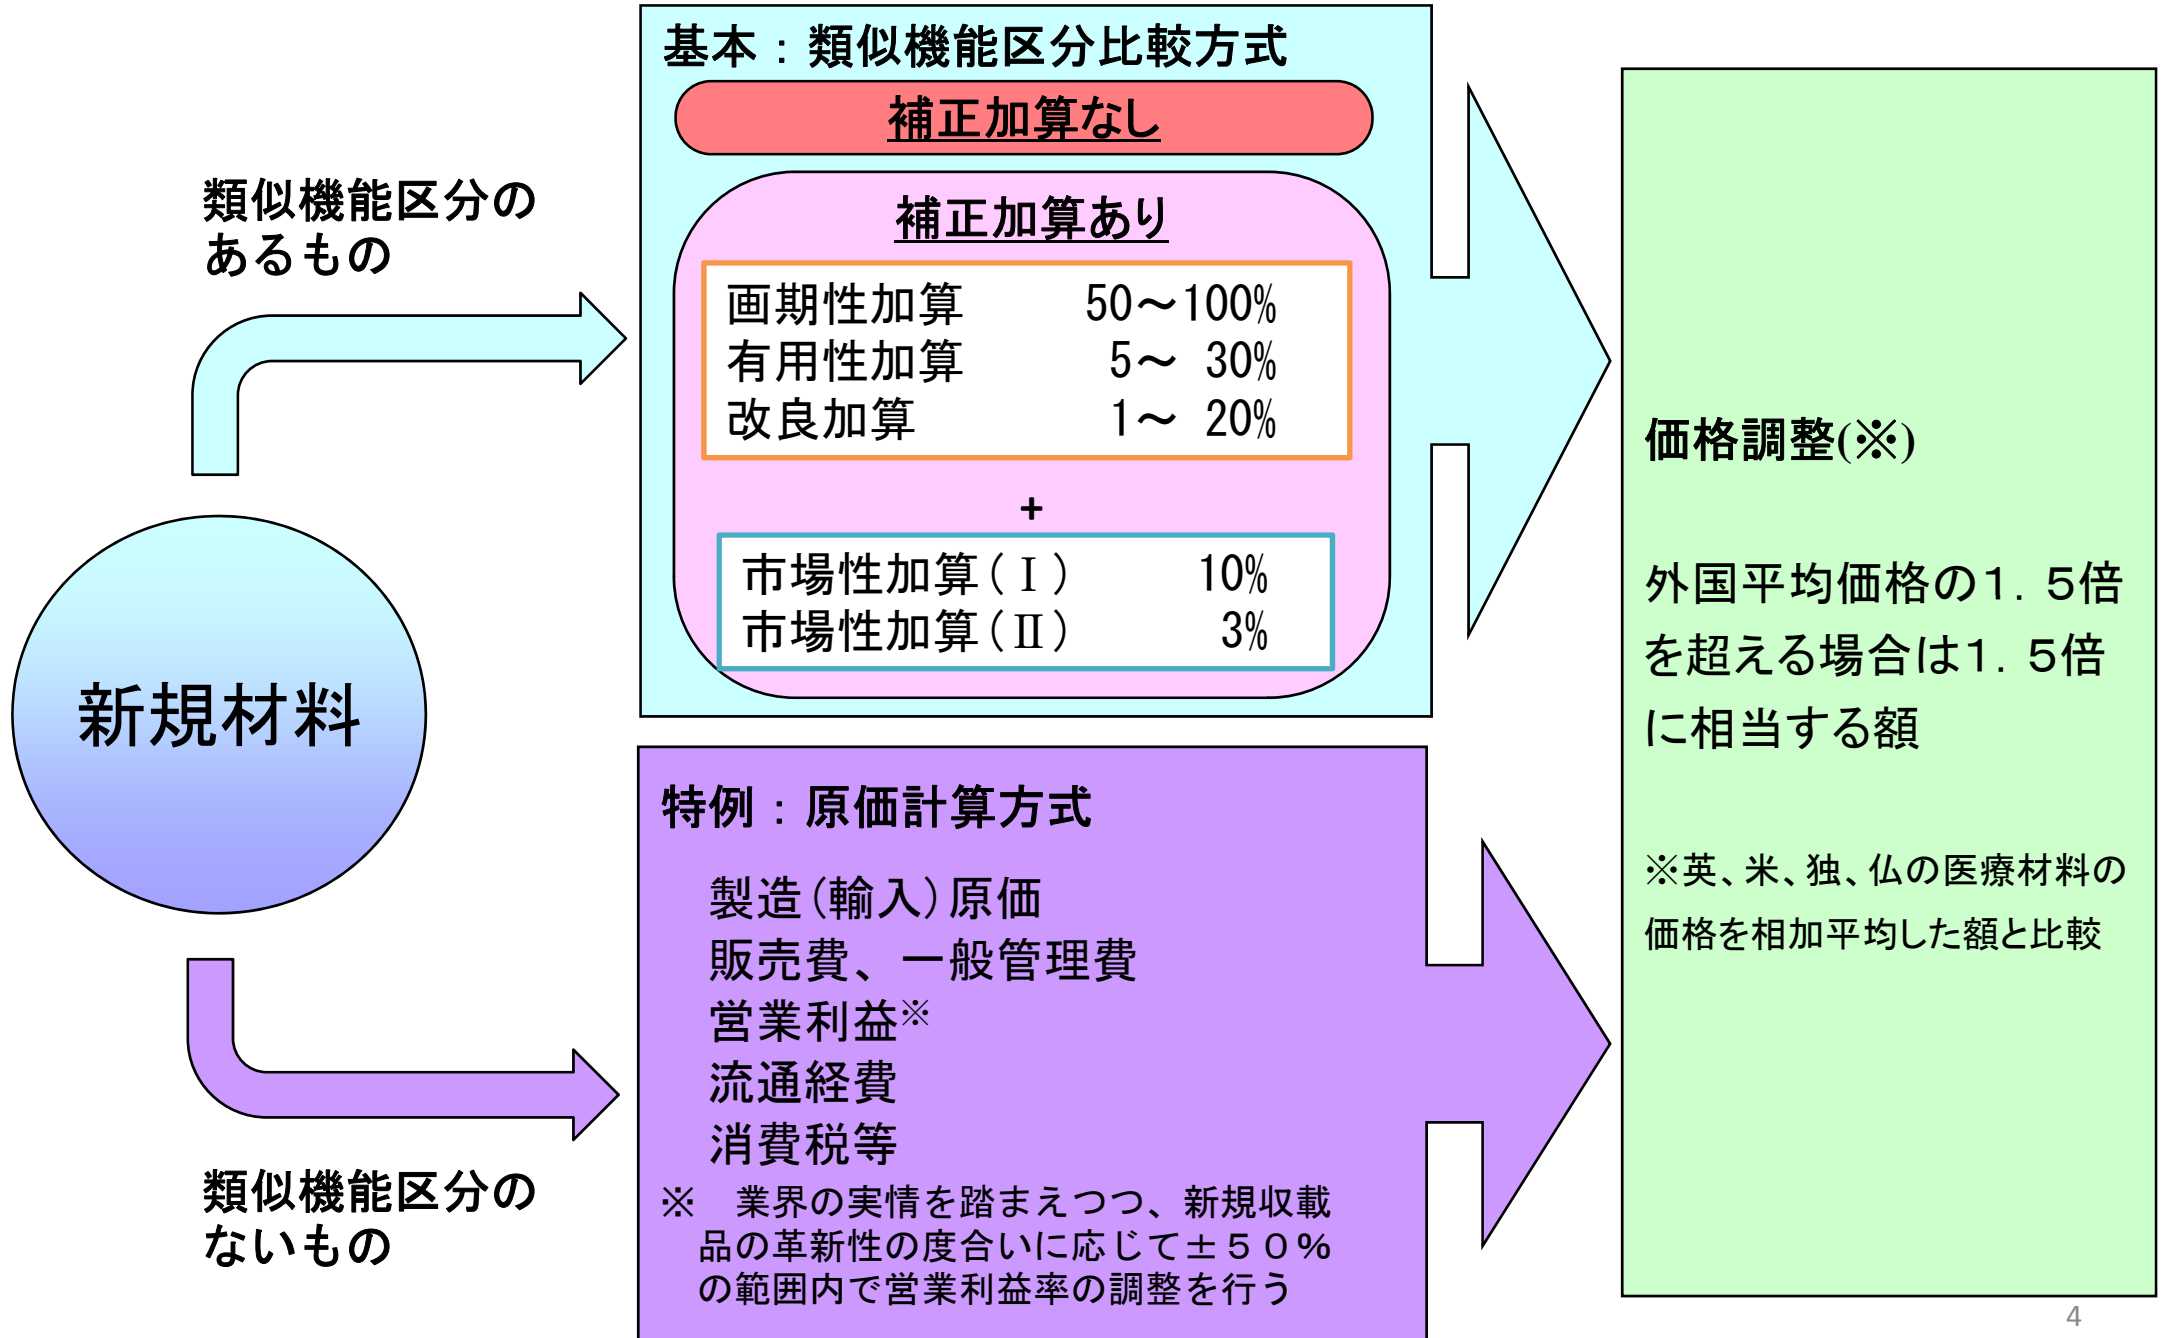 新規材料
類似機能区分の
あるもの
基本：類似機能区分比較方式
補正加算なし
補正加算あり
画期性加算 50～100%
有用性加算 5～ 30%
改良加算 1～ 20%
+
市場性加算(Ⅰ) 10%
市場性加算(Ⅱ) 3%
類似機能区分の
ないもの
特例：原価計算方式
製造(輸入)原価
販売費、一般管理費
営業利益※
流通経費
消費税等
※　業界の実情を踏まえつつ、新規収載
品の革新性の度合いに応じて±５０%
の範囲内で営業利益率の調整を行う
価格調整(※)
外国平均価格の１．５倍
を超える場合は１．５倍
に相当する額
※英、米、独、仏の医療材料の
価格を相加平均した額と比較
4